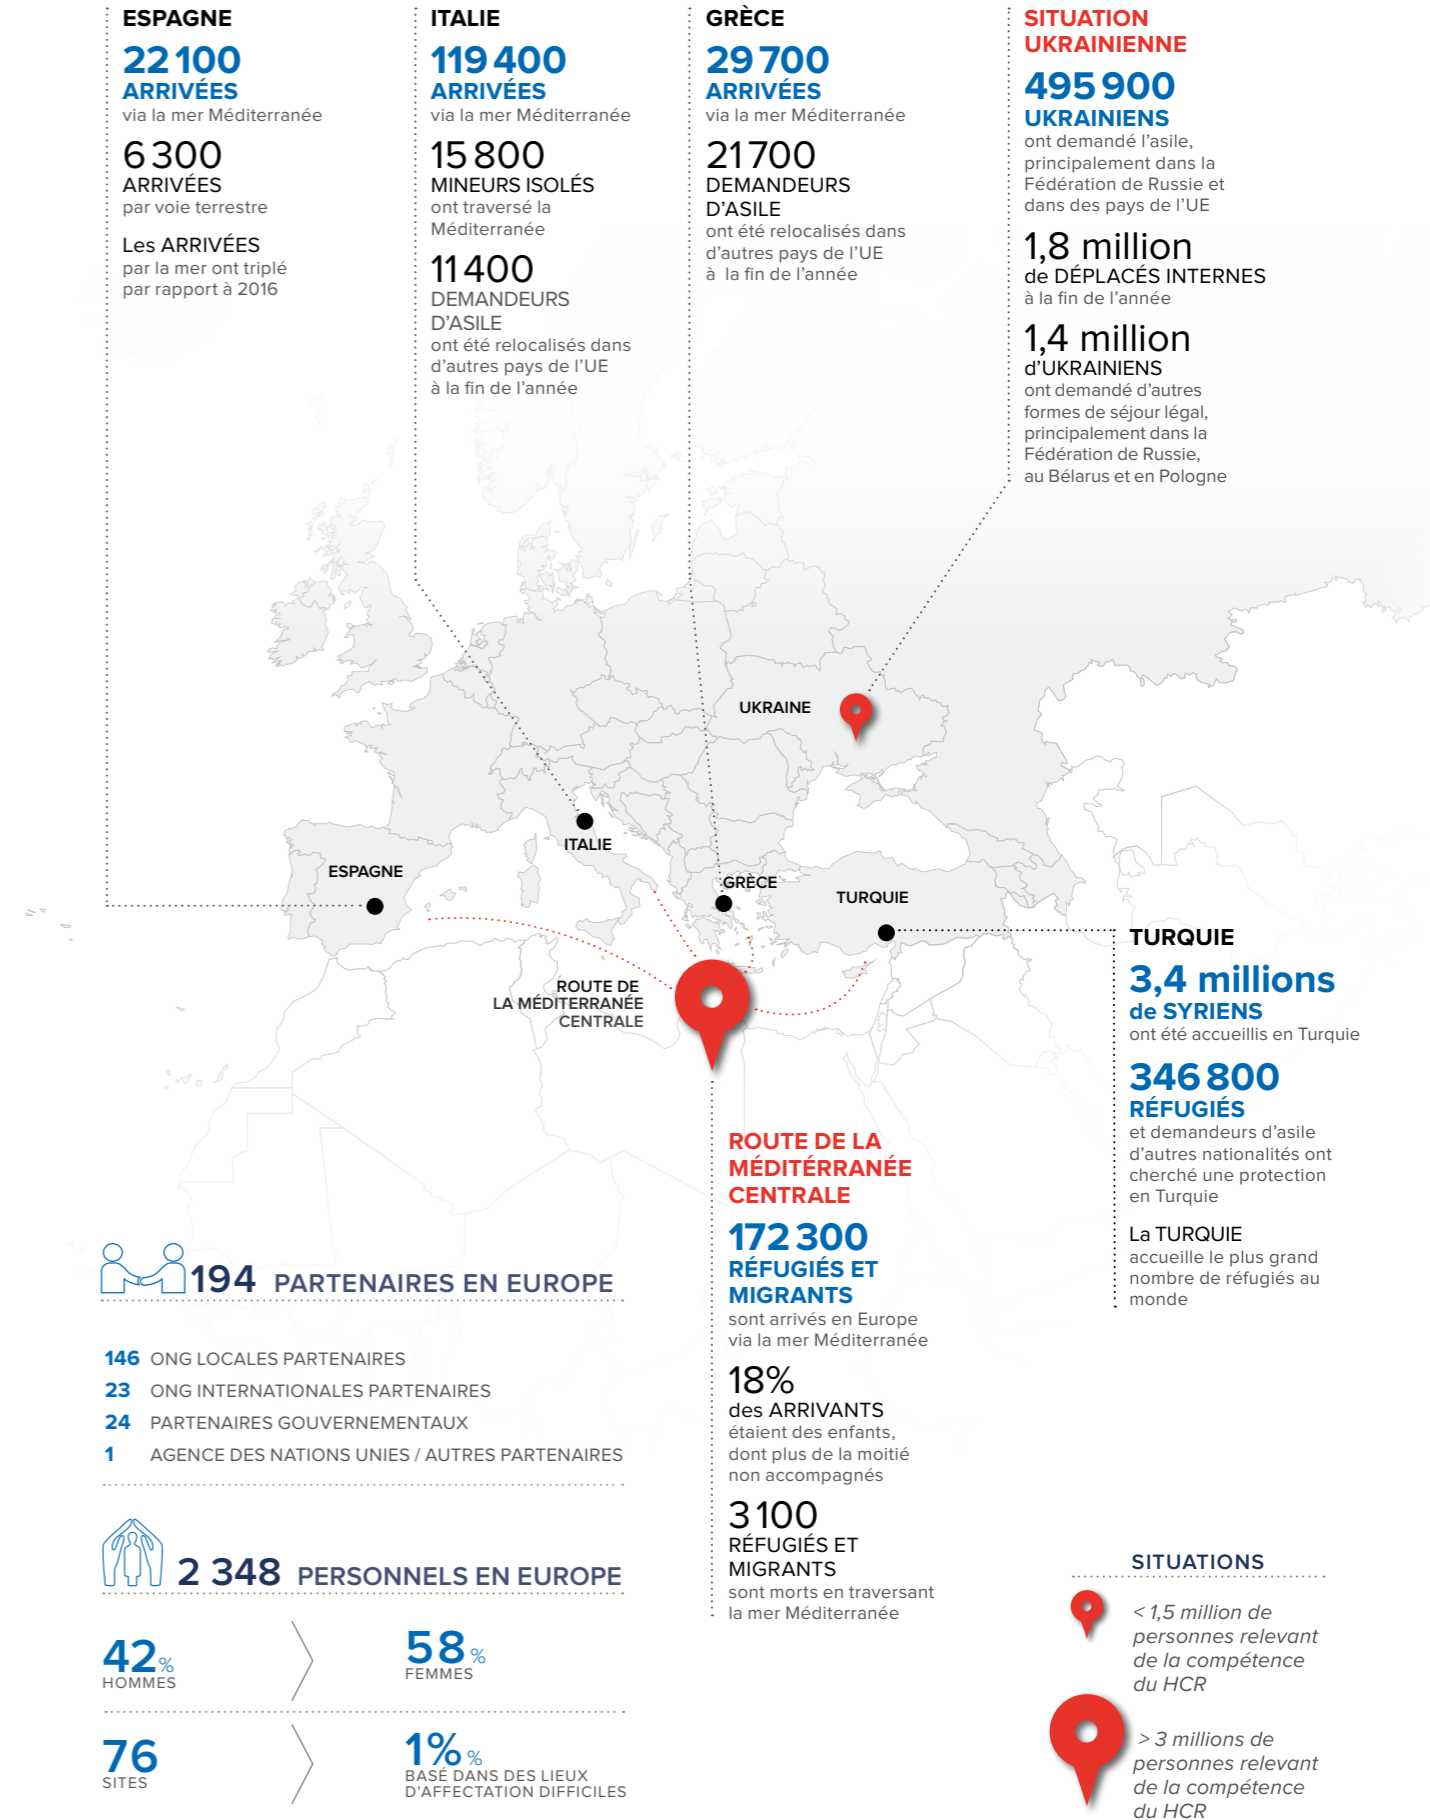 ESPAGNE
22 100
ARRIVÉES
via la mer Méditerranée
6 300
ARRIVÉES
par voie terrestre
Les ARRIVÉES
par la mer ont triplé
par rapport à 2016
ITALIE
119 400
ARRIVÉES
via la mer Méditerranée
15 800
MINEURS ISOLÉS
ont traversé la
Méditerranée
11 400
DEMANDEURS
D'ASILE
ont été relocalisés dans
d'autres pays de l'UE
à la fin de l'année
GRÈCE
29 700
ARRIVÉES
via la mer Méditerranée
21 700
DEMANDEURS
D'ASILE
ont été relocalisés dans
d'autres pays de l'UE
à la fin de l'année
SITUATION
UKRAINIENNE
495 900
UKRAINIENS
ont demandé l'asile,
principalement dans la
Fédération de Russie et
dans des pays de l'UE
1,8 million
de DÉPLACÉS INTERNES
à la fin de l'année
1,4 million
d'UKRAINIENS
ont demandé d'autres
formes de séjour légal,
principalement dans la
Fédération de Russie,
au Bélarus et en Pologne
UKRAINE
ITALIE
ESPAGNE
GRÈCE
TURQUIE
ROUTE DE
LA MÉDITERRANÉE
CENTRALE
TURQUIE
3,4 millions
de SYRIENS
ont été accueillis en Turquie
346 800
RÉFUGIÉS
et demandeurs d'asile
d'autres nationalités ont
cherché une protection
en Turquie
La TURQUIE
accueille le plus grand
nombre de réfugiés au
monde
ROUTE DE LA
MÉDITÉRRANÉE
CENTRALE
172 300
RÉFUGIÉS ET
MIGRANTS
sont arrivés en Europe
via la mer Méditerranée
18%
des ARRIVANTS
étaient des enfants,
dont plus de la moitié
non accompagnés
3 100
RÉFUGIÉS ET
MIGRANTS
sont morts en traversant
la mer Méditerranée
194 PARTENAIRES EN EUROPE
146 ONG LOCALES PARTENAIRES
23 ONG INTERNATIONALES PARTENAIRES
24 PARTENAIRES GOUVERNEMENTAUX
1 AGENCE DES NATIONS UNIES / AUTRES PARTENAIRES
2 348 PERSONNELS EN EUROPE
42 %
HOMMES
58 %
FEMMES
76
SITES
1% %
BASÉ DANS DES LIEUX
D'AFFECTATION DIFFICILES
SITUATIONS
< 1,5 million de
personnes relevant
de la compétence
du HCR
> 3 millions de
personnes relevant
de la compétence
du HCR